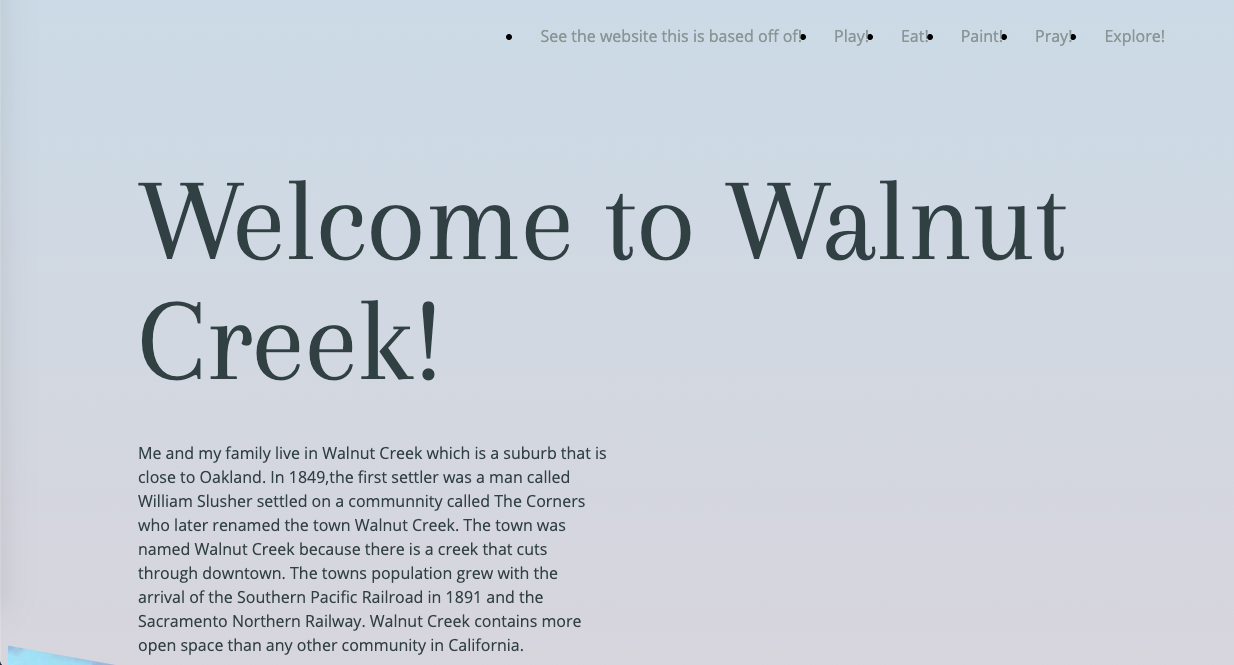 See the website this is based off of! Play! Eat! Paint! Pray! Explore!
Welcome to Walnut
Creek!
Me and my family live in Walnut Creek which is a suburb that is
close to Oakland. In 1849,the first settler was a man called
William Slusher settled on a communnity called The Corners
who later renamed the town Walnut Creek. The town was
named Walnut Creek because there is a creek that cuts
through downtown. The towns population grew with the
arrival of the Southern Pacific Railroad in 1891 and the
Sacramento Northern Railway. Walnut Creek contains more
open space than any other community in California.